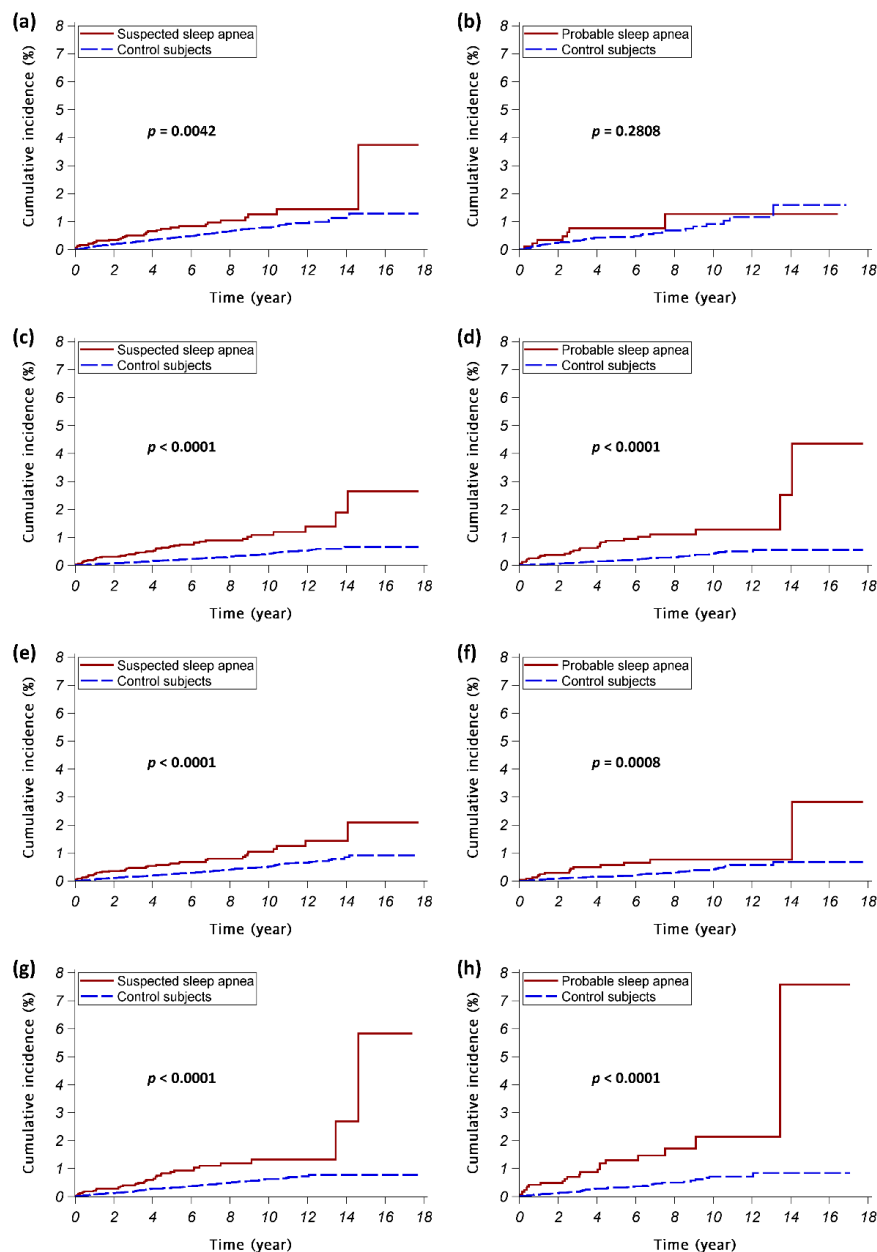 (a)
Suspected sleep apnea
Control subjects
p = 0.0042
Cumulative incidence (%)
8
7
6
5
4
3
2
1
0
0 2 4 6 8 10 12 14 16 18
Time (year)
(b)
Probable sleep apnea
Control subjects
p = 0.2808
Cumulative incidence (%)
8
7
6
5
4
3
2
1
0
0 2 4 6 8 10 12 14 16 18
Time (year)
(c)
Suspected sleep apnea
Control subjects
p < 0.0001
Cumulative incidence (%)
8
7
6
5
4
3
2
1
0
0 2 4 6 8 10 12 14 16 18
Time (year)
(d)
Probable sleep apnea
Control subjects
p < 0.0001
Cumulative incidence (%)
8
7
6
5
4
3
2
1
0
0 2 4 6 8 10 12 14 16 18
Time (year)
(e)
Suspected sleep apnea
Control subjects
p < 0.0001
Cumulative incidence (%)
8
7
6
5
4
3
2
1
0
0 2 4 6 8 10 12 14 16 18
Time (year)
(f)
Probable sleep apnea
Control subjects
p = 0.0008
Cumulative incidence (%)
8
7
6
5
4
3
2
1
0
0 2 4 6 8 10 12 14 16 18
Time (year)
(g)
Suspected sleep apnea
Control subjects
p < 0.0001
Cumulative incidence (%)
8
7
6
5
4
3
2
1
0
0 2 4 6 8 10 12 14 16 18
Time (year)
(h)
Probable sleep apnea
Control subjects
p < 0.0001
Cumulative incidence (%)
8
7
6
5
4
3
2
1
0
0 2 4 6 8 10 12 14 16 18
Time (year)